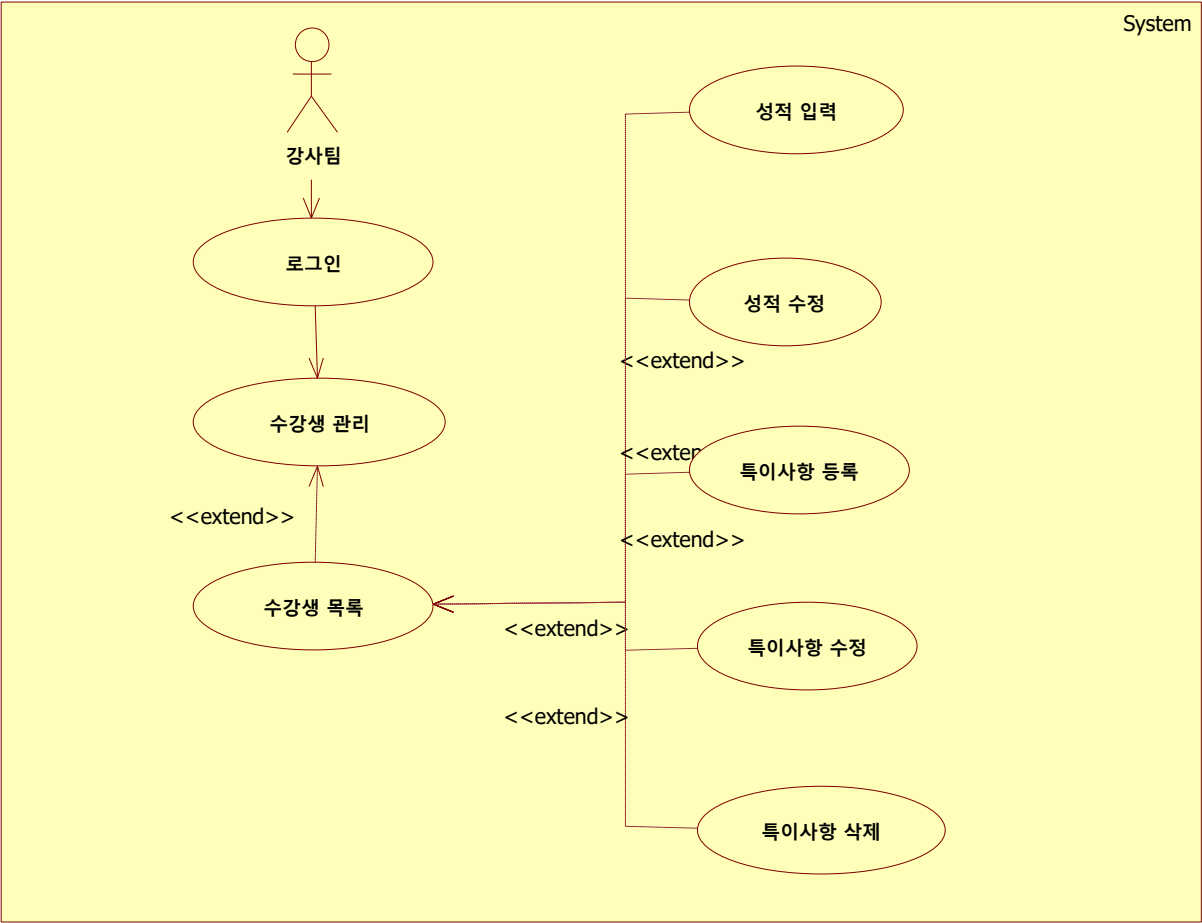 System
강사팀
성적 입력
로그인
성적 수정
<<extend>>
수강생 관리
<<exter
특이사항 등록
<<extend>>
<<extend>>
수강생 목록
<<extend>>
특이사항 수정
<<extend>>
특이사항 삭제